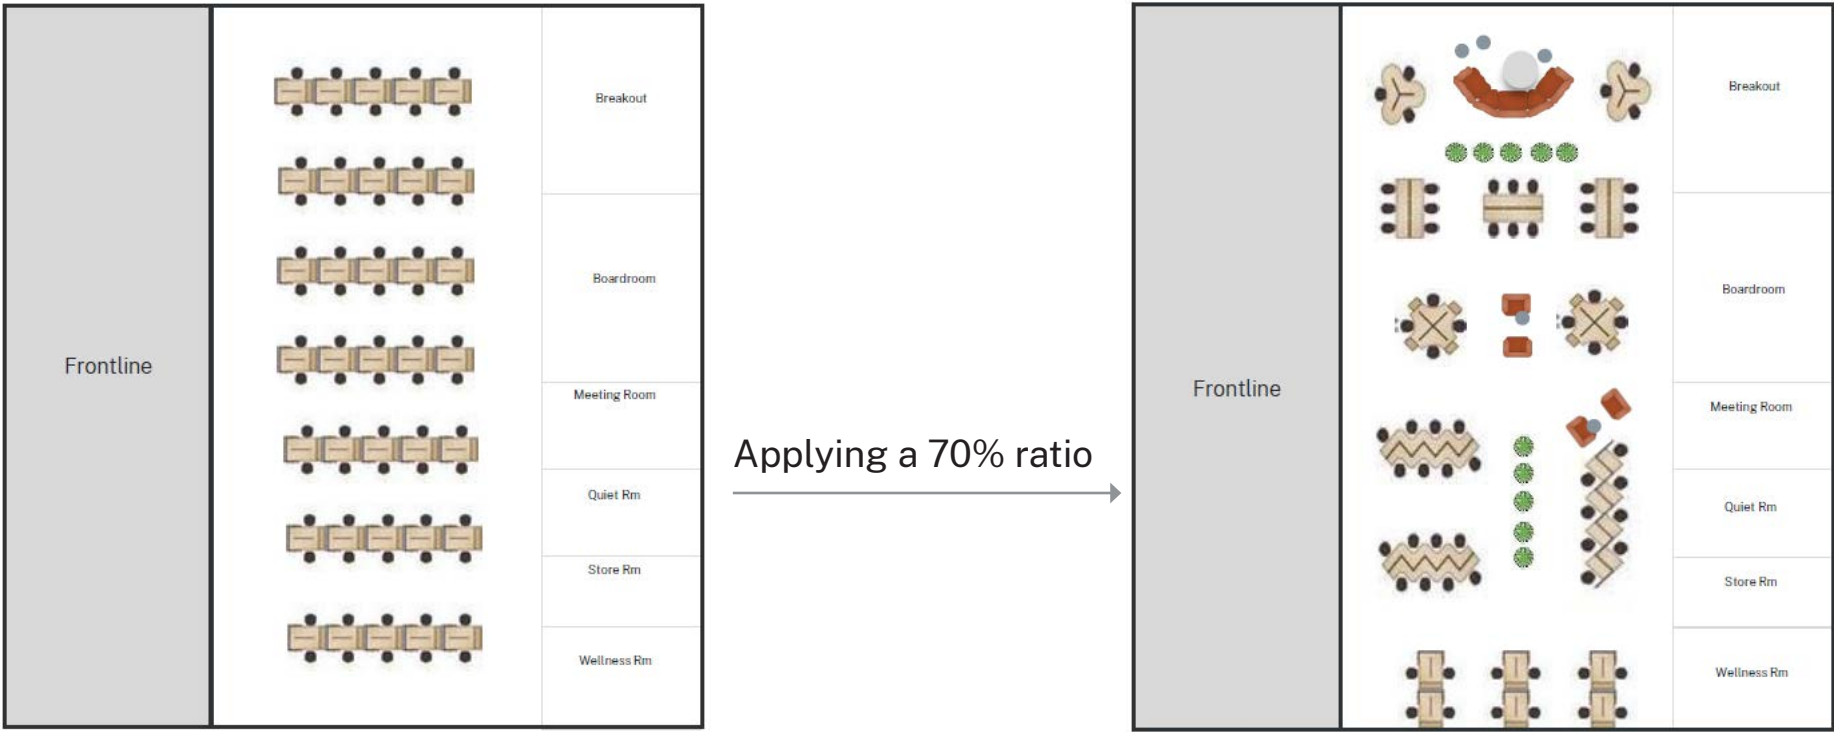 Frontline
Breakout
Boardroom
Meeting Room
Quiet Rm
Store Rm
Wellness Rm
Applying a 70% ratio
Frontline
Breakout
Boardroom
Meeting Room
Quiet Rm
Store Rm
Wellness Rm